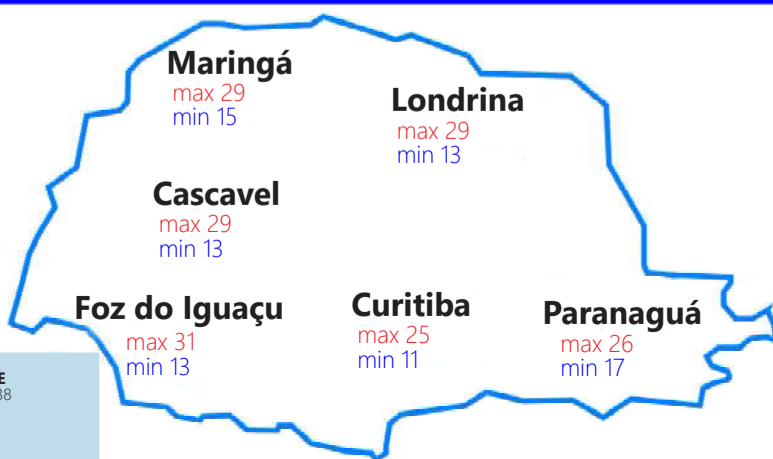 Maringá
max 29
min 15
Londrina
max 29
min 13
Cascavel
max 29
min 13
Foz do Iguaçu
max 31
min 13
Curitiba
max 25
min 11
Paranaguá
max 26
min 17